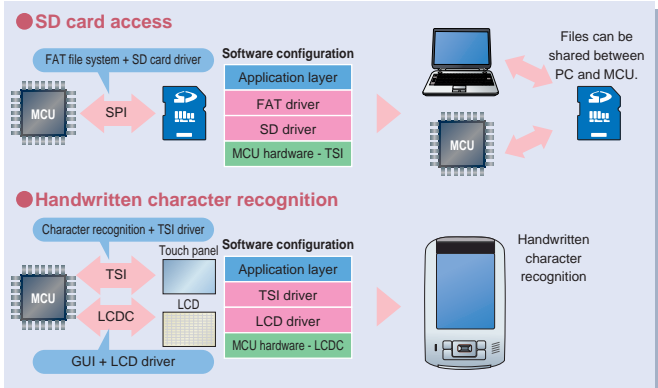 SD card access
FAT file system + SD card driver
MCU
SPI
Software configuration
Application layer
FAT driver
SD driver
MCU hardware - TSI
MCU
Files can be
shared between
PC and MCU.
Handwritten character recognition
Character recognition + TSI driver
MCU
TSI
Touch panel
LCDC
LCD
GUI + LCD driver
Software configuration
Application layer
TSI driver
LCD driver
MCU hardware - LCDC
Handwritten
character
recognition